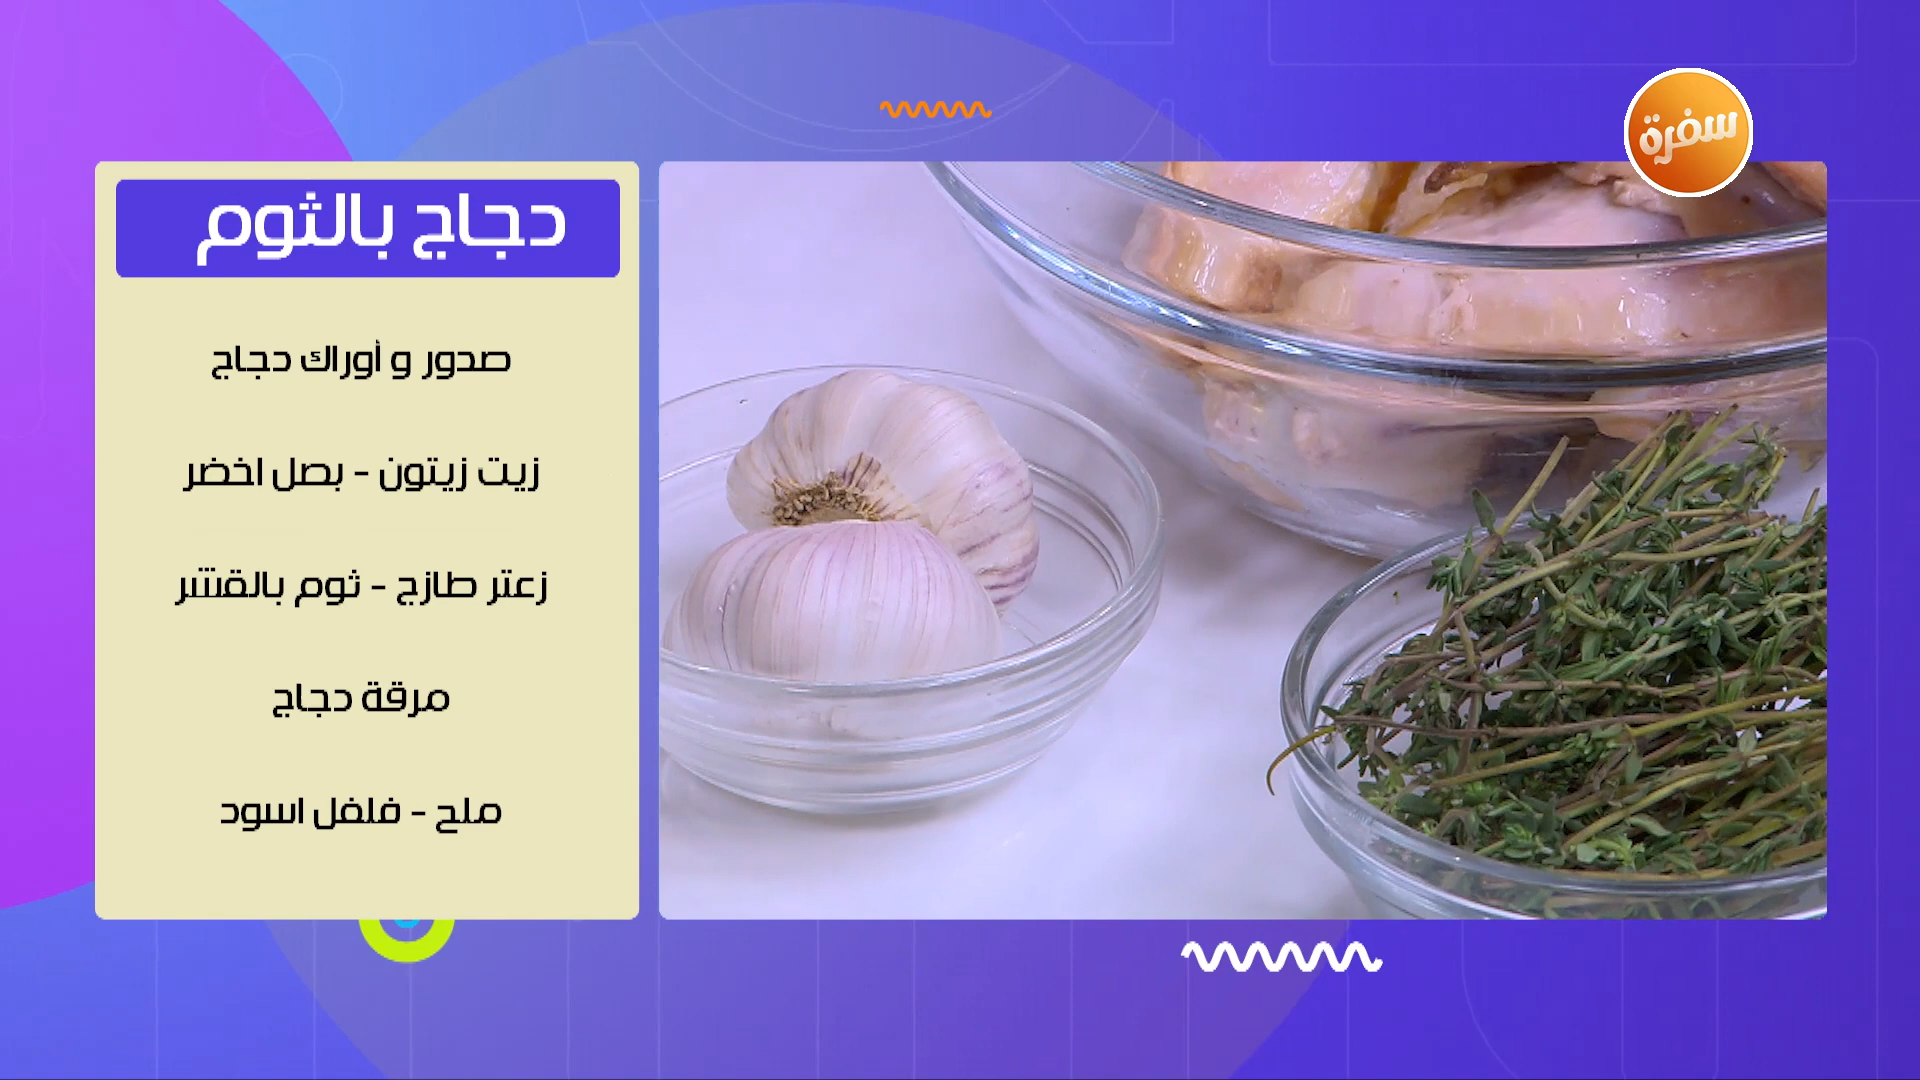 سفرة
دجاج بالثوم
صدور و أوراك دجاج
زيت زيتون - بصل اخضر
زعتر طازج - ثوم بالقشر
مرقة دجاج
ملح - فلفل اسود